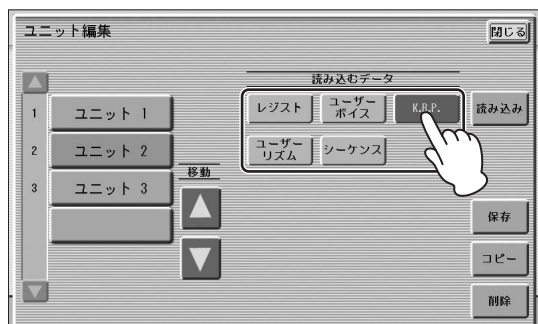 ユニット編集
閉じる
読み込むデータ
レジスト
ユーザー
ボイス
K.B.P.
読み込み
ユーザー
リズム
シーケンス
1
ユニット 1
2
ユニット 2
3
ユニット 3
移動
保存
コピー
削除